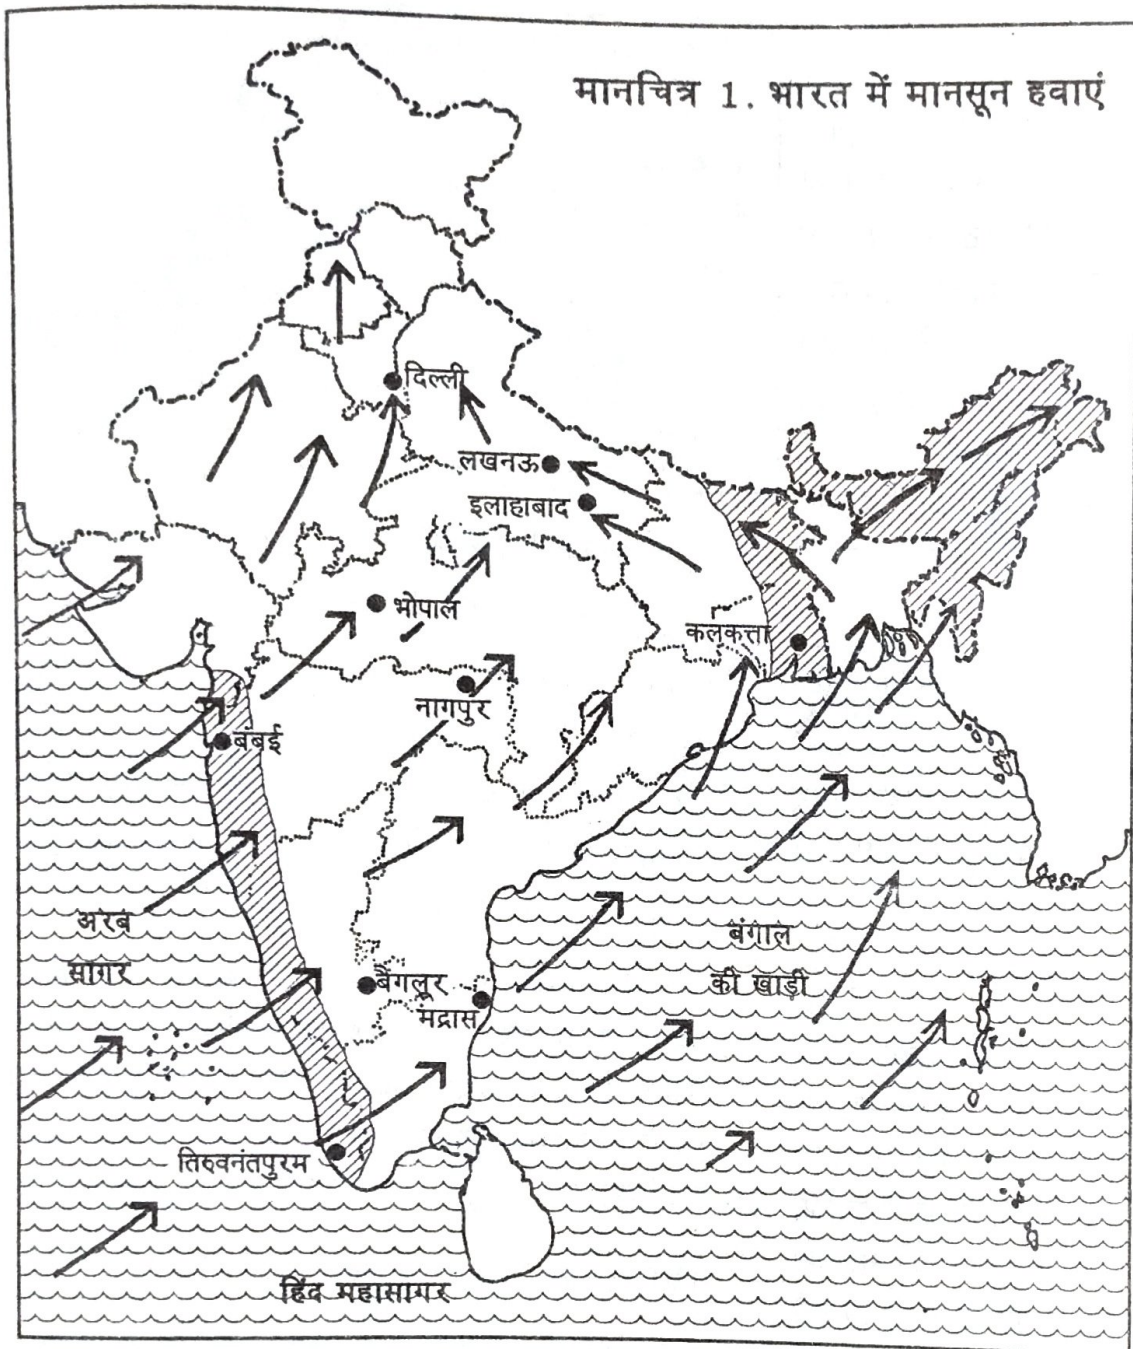 मानचित्र 1. भारत में मानसून हवाएं
दिल्ली
लखनऊ
इलाहाबाद
भोपाल
कलकत्ता
नागपुर
बंबई
अरब
सागर
बंगाल
की खाड़ी
बैंगलूर
मद्रास
तिरुवनंतपुरम
हिंद महासागर